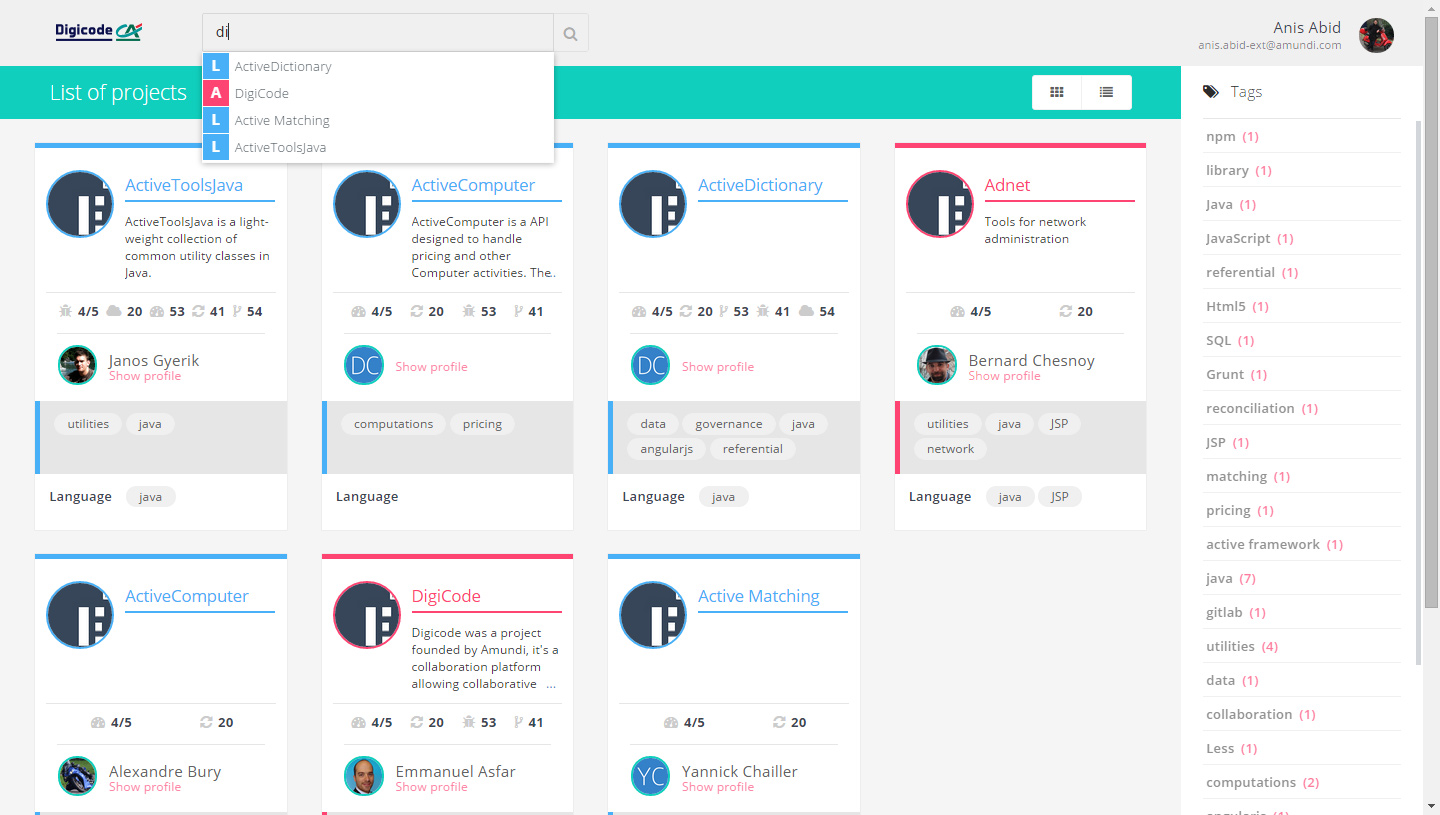 Digicode CA
di
Anis Abid
anis.abid-ext@amundi.com
L ActiveDictionary
A DigiCode
L Active Matching
L ActiveToolsJava
List of projects
Tags
ActiveToolsJava
ActiveToolsJava is a light-
weight collection of
common utility classes in
Java.
4/5 20 53 41 54
Janos Gyerik
Show profile
utilities java
Language java
ActiveComputer
ActiveComputer is a API
designed to handle
pricing and other
Computer activities. The..
4/5 20 53 41
DC
Show profile
computations pricing
Language
ActiveDictionary
4/5 20 53 41 54
DC
Show profile
data governance java
angularjs referential
Language java
Adnet
Tools for network
administration
4/5 20
Bernard Chesnoy
Show profile
utilities java JSP
network
Language java JSP
ActiveComputer
4/5 20
Alexandre Bury
Show profile
DigiCode
Digicode was a project
founded by Amundi, it's a
collaboration platform
allowing collaborative ...
4/5 20 53 41
Emmanuel Asfar
Show profile
Active Matching
4/5 20
YC
Yannick Chailler
Show profile
npm (1)
library (1)
Java (1)
JavaScript (1)
referential (1)
Html5 (1)
SQL (1)
Grunt (1)
reconciliation (1)
JSP (1)
matching (1)
pricing (1)
active framework (1)
java (7)
gitlab (1)
utilities (4)
data (1)
collaboration (1)
Less (1)
computations (2)
angularjs (1)